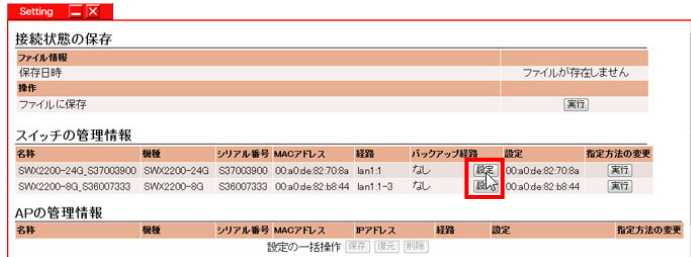 Setting
接続状態の保存
ファイル情報
保存日時 ファイルが存在しません
操作
ファイルに保存 実行
スイッチの管理情報
名称 機種 シリアル番号 MACアドレス 経路 バックアップ経路 設定 指定方法の変更
SWX2200-24G_S37003900 SWX2200-24G S37003900 00:a0:de:82:70:8a lan1:1 なし 設定 00:a0:de:82:70:8a 実行
SWX2200-8G_S36007333 SWX2200-8G S36007333 00:a0:de:82:b8:44 lan1:1-3 なし 設定 00:a0:de:82:b8:44 実行
APの管理情報
名称 機種 シリアル番号 MACアドレス IPアドレス 経路 設定 指定方法の変更
設定の一括操作 保存 復元 削除